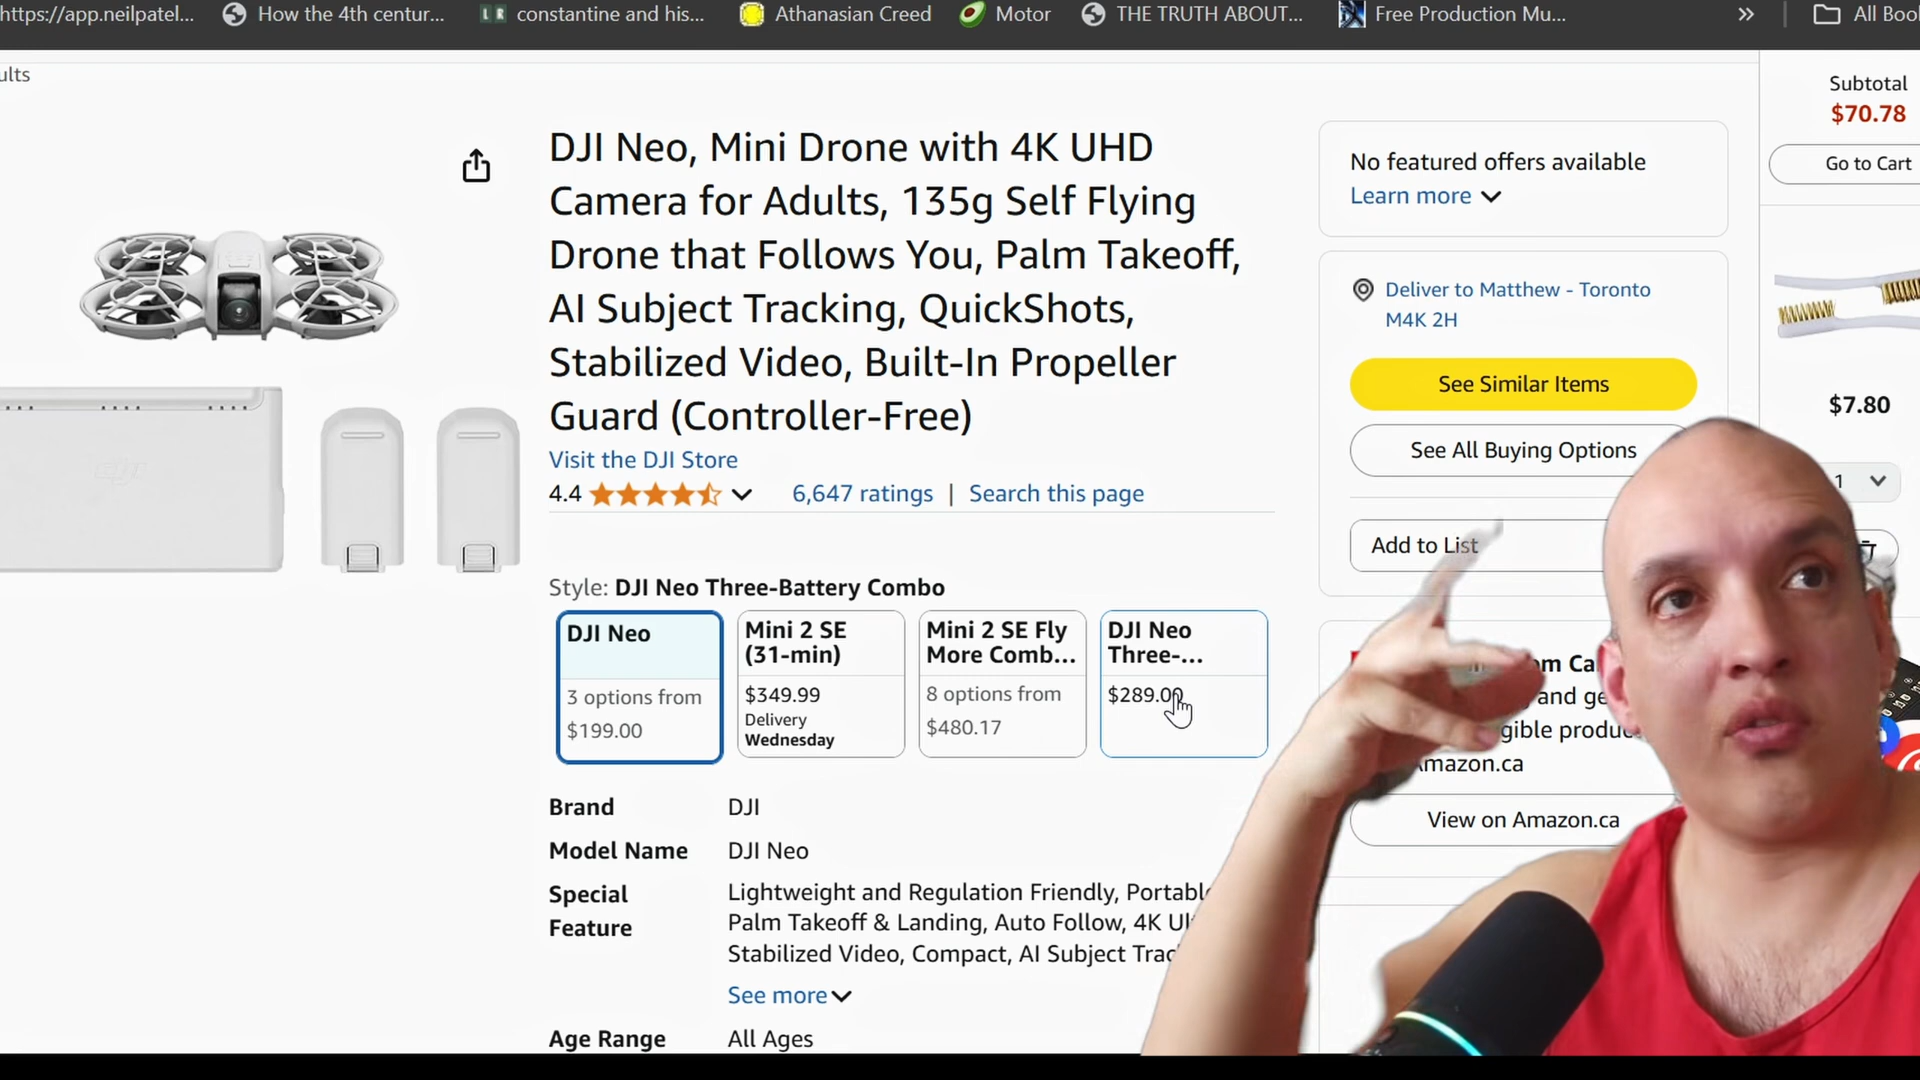 https://app.neilpatel...
How the 4th centur...
LR
constantine and his...
Athanasian Creed
Motor
THE TRUTH ABOUT...
Free Production Mu...
All Bool
ults
DJI Neo, Mini Drone with 4K UHD
Camera for Adults, 135g Self Flying
Drone that Follows You, Palm Takeoff,
AI Subject Tracking, QuickShots,
Stabilized Video, Built-In Propeller
Guard (Controller-Free)
Visit the DJI Store
4.4
6,647 ratings | Search this page
Style: DJI Neo Three-Battery Combo
DJI Neo
3 options from
$199.00
Mini 2 SE
(31-min)
$349.99
Delivery
Wednesday
Mini 2 SE Fly
More Comb...
8 options from
$480.17
DJI Neo
Three-...
$289.00
Brand DJI
Model Name DJI Neo
Special
Feature
Lightweight and Regulation Friendly, Portable
Palm Takeoff & Landing, Auto Follow, 4K Ul
Stabilized Video, Compact, AI Subject Trac
See more
Age Range All Ages
No featured offers available
Learn more
Deliver to Matthew - Toronto
M4K 2H
See Similar Items
See All Buying Options
Add to List
om Ca
and ge
gible produ
Amazon.ca
View on Amazon.ca
Subtotal
$70.78
Go to Cart
$7.80
1